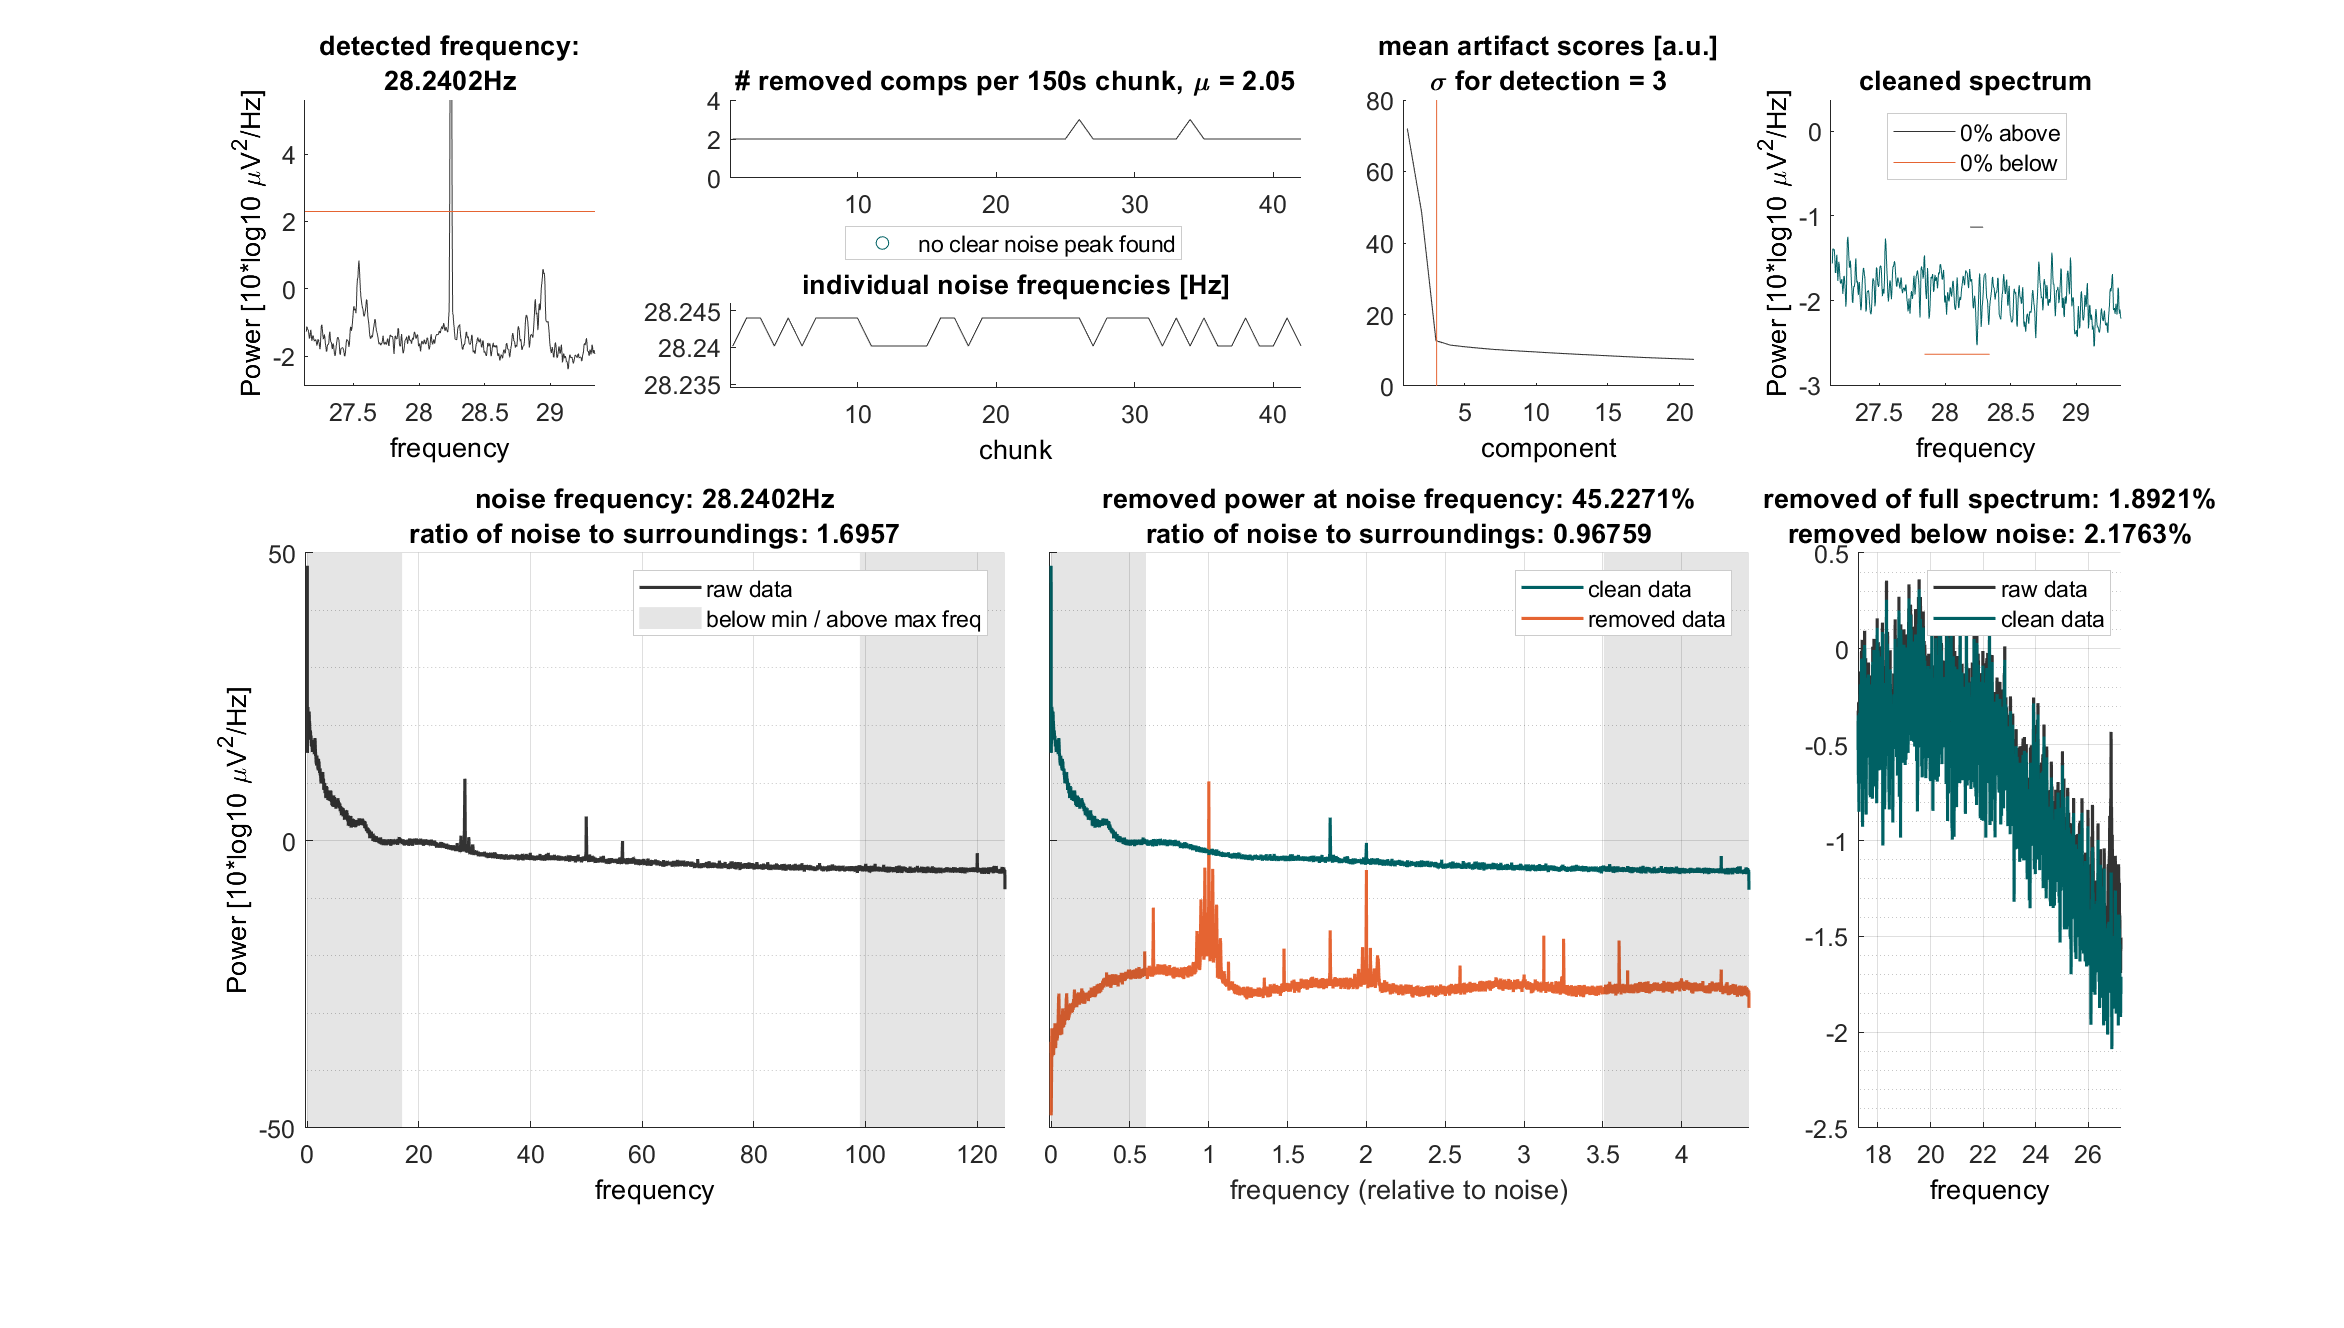 detected frequency:
28.2402Hz
Power [10*log10 μV²/Hz]
4
2
0
-2
27.5 28 28.5 29
frequency
# removed comps per 150s chunk, μ = 2.05
4
2
0
10 20 30 40
no clear noise peak found
individual noise frequencies [Hz]
28.245
28.24
28.235
10 20 30 40
chunk
mean artifact scores [a.u.]
σ for detection = 3
80
60
40
20
0
5 10 15 20
component
cleaned spectrum
Power [10*log10 μV²/Hz]
0% above
0% below
0
-1
-2
-3
27.5 28 28.5 29
frequency
noise frequency: 28.2402Hz
ratio of noise to surroundings: 1.6957
Power [10*log10 μV²/Hz]
50
0
-50
raw data
below min / above max freq
0 20 40 60 80 100 120
frequency
removed power at noise frequency: 45.2271%
ratio of noise to surroundings: 0.96759
clean data
removed data
0 0.5 1 1.5 2 2.5 3 3.5 4
frequency (relative to noise)
removed of full spectrum: 1.8921%
removed below noise: 2.1763%
raw data
clean data
0.5
0
-0.5
-1
-1.5
-2
-2.5
18 20 22 24 26
frequency